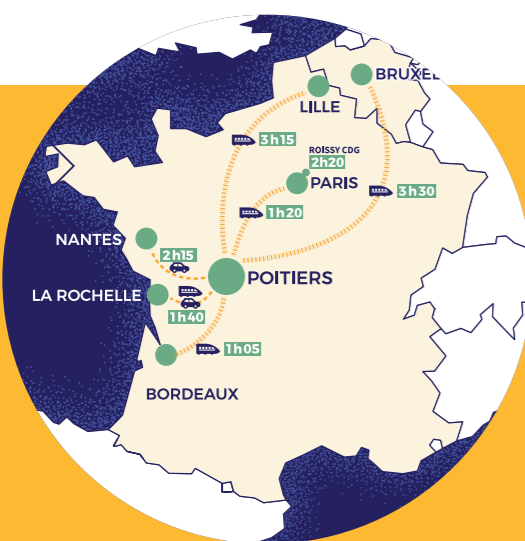 BRUXEL
LILLE
3h15
ROISSY CDG
2h20
PARIS
3h30
1h20
NANTES
2h15
POITIERS
LA ROCHELLE
1h40
1h05
BORDEAUX